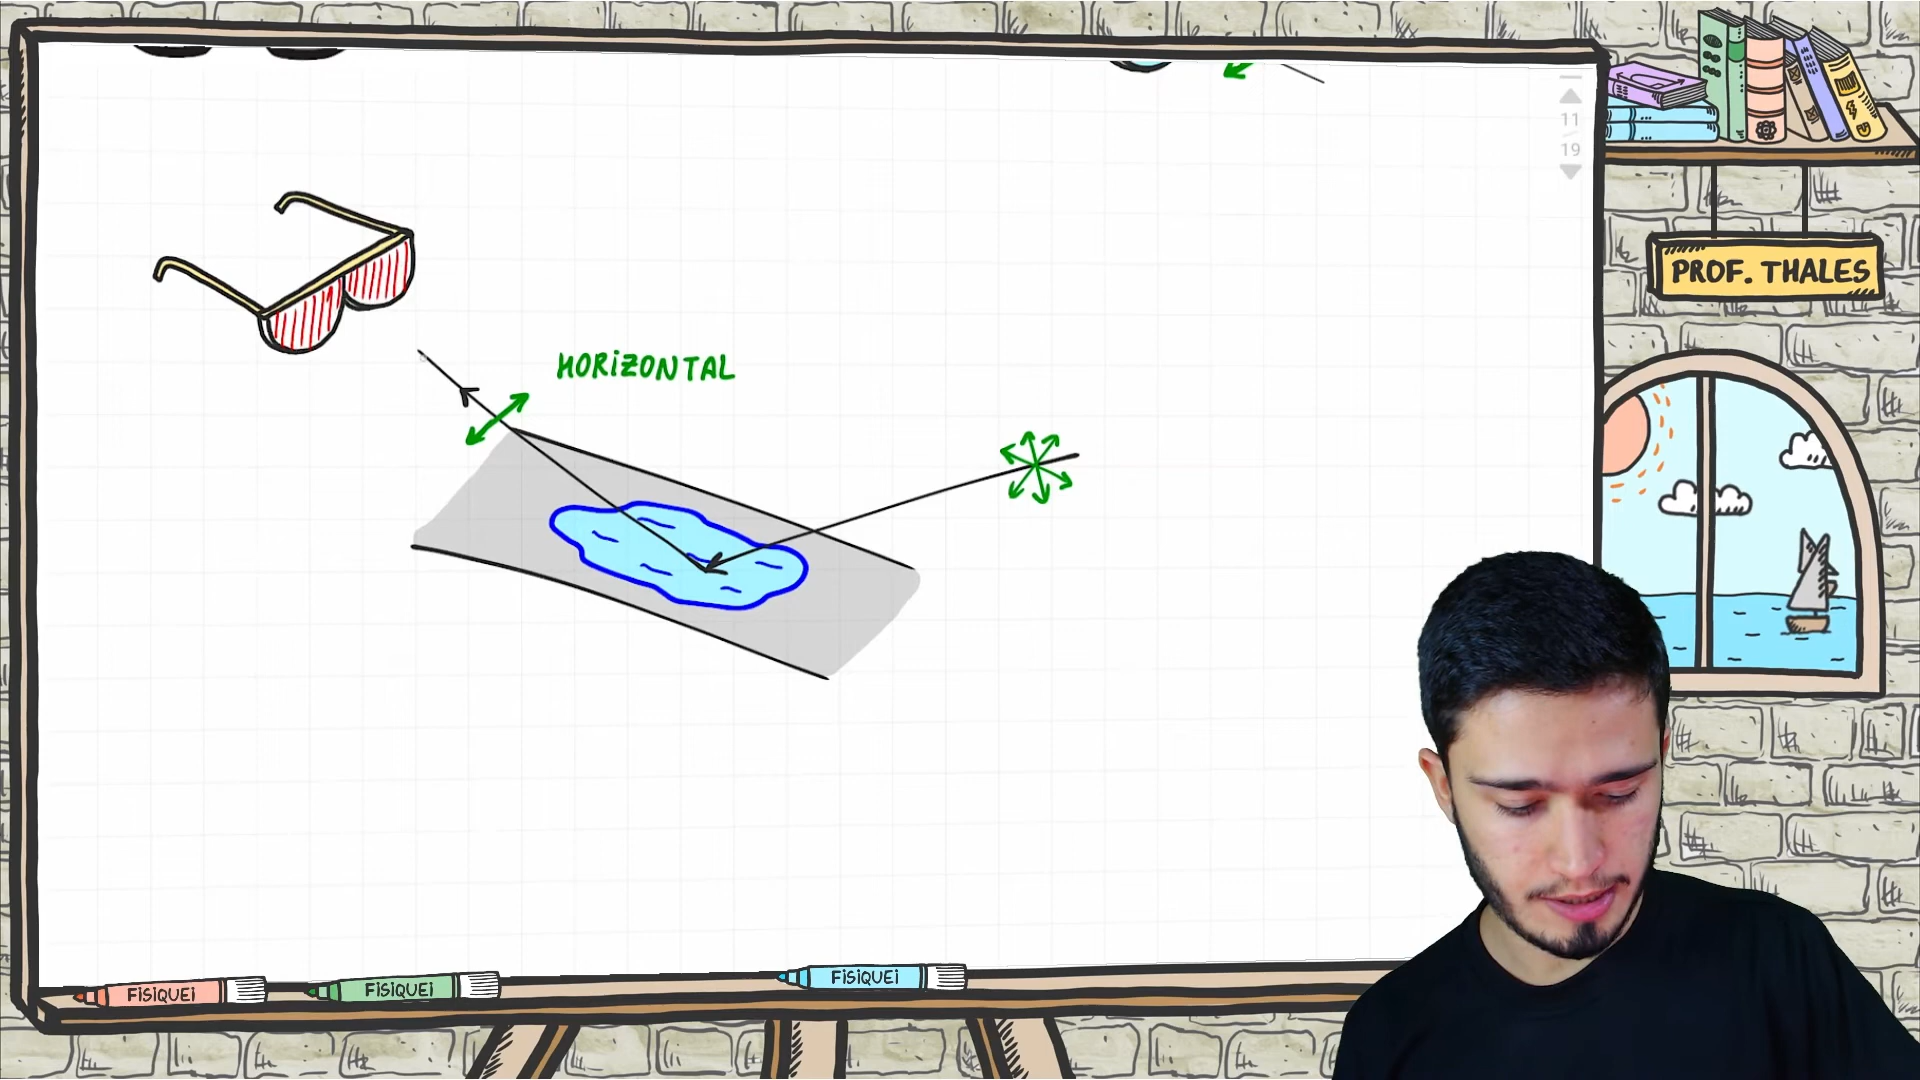 11
19
PROF. THALES
HORIZONTAL
FISIQUEI
FISIQUEI
FISIQUEI